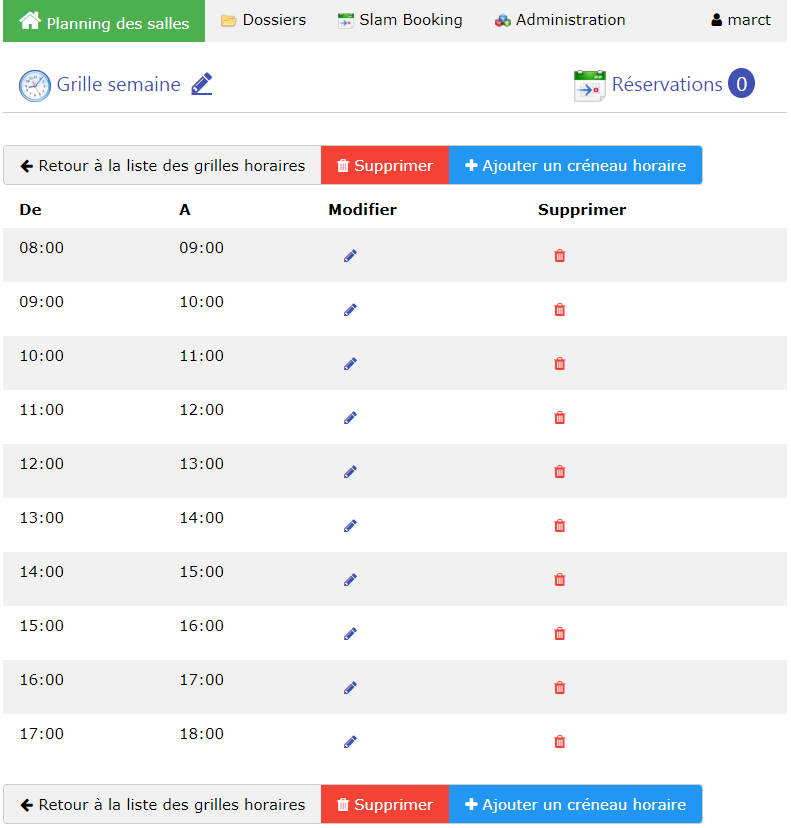 Planning des salles Dossiers Slam Booking Administration marct
Grille semaine Réservations 0
Retour à la liste des grilles horaires Supprimer Ajouter un créneau horaire
De A Modifier Supprimer
08:00 09:00
09:00 10:00
10:00 11:00
11:00 12:00
12:00 13:00
13:00 14:00
14:00 15:00
15:00 16:00
16:00 17:00
17:00 18:00
Retour à la liste des grilles horaires Supprimer Ajouter un créneau horaire